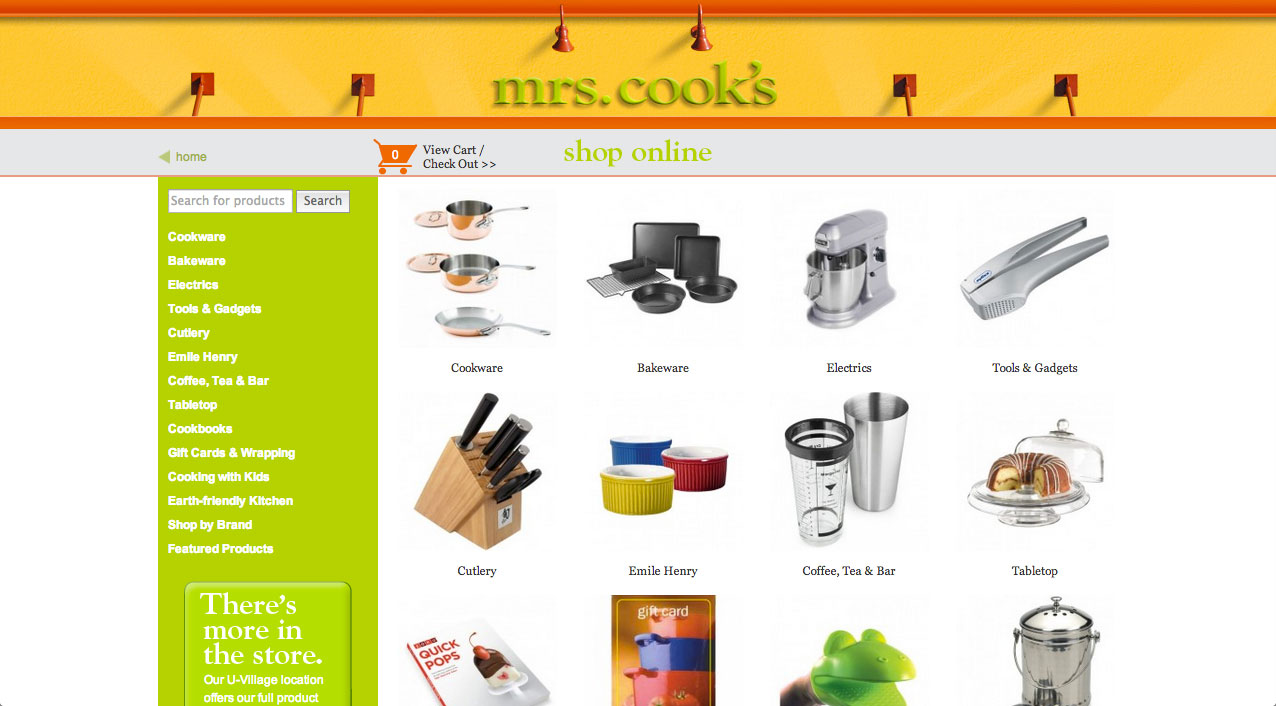 mrs. cook's
home
0
View Cart /
Check Out >>
shop online
Search for products
Search
Cookware
Bakeware
Electrics
Tools & Gadgets
Cutlery
Emile Henry
Coffee, Tea & Bar
Tabletop
Cookbooks
Gift Cards & Wrapping
Cooking with Kids
Earth-friendly Kitchen
Shop by Brand
Featured Products
There's
more in
the store.
Our U-Village location
offers our full product
Cookware
Bakeware
Electrics
Tools & Gadgets
Cutlery
Emile Henry
Coffee, Tea & Bar
Tabletop
QUICK
POPS
gift card